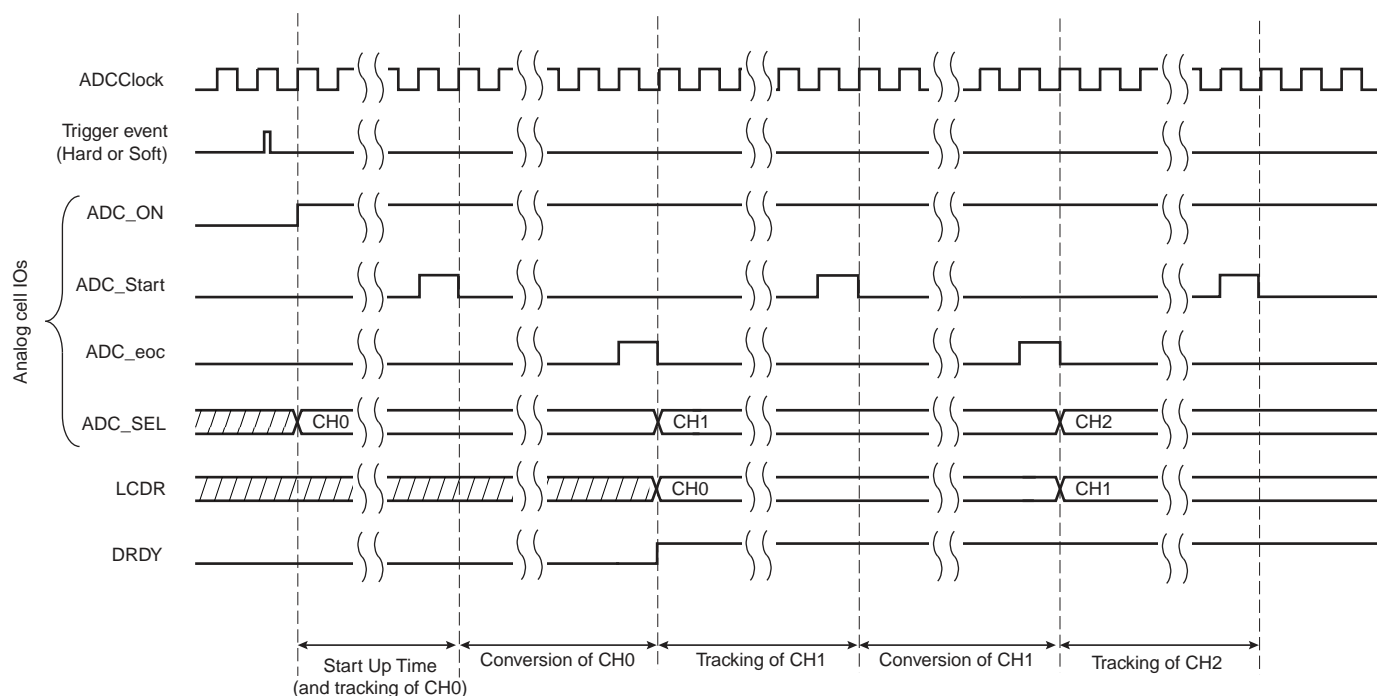 ADCClock
Trigger event
(Hard or Soft)
Analog cell IOs
ADC_ON
ADC_Start
ADC_eoc
ADC_SEL
CH0
CH1
CH2
LCDR
CH0
CH1
DRDY
Start Up Time
(and tracking of CH0)
Conversion of CH0
Tracking of CH1
Conversion of CH1
Tracking of CH2